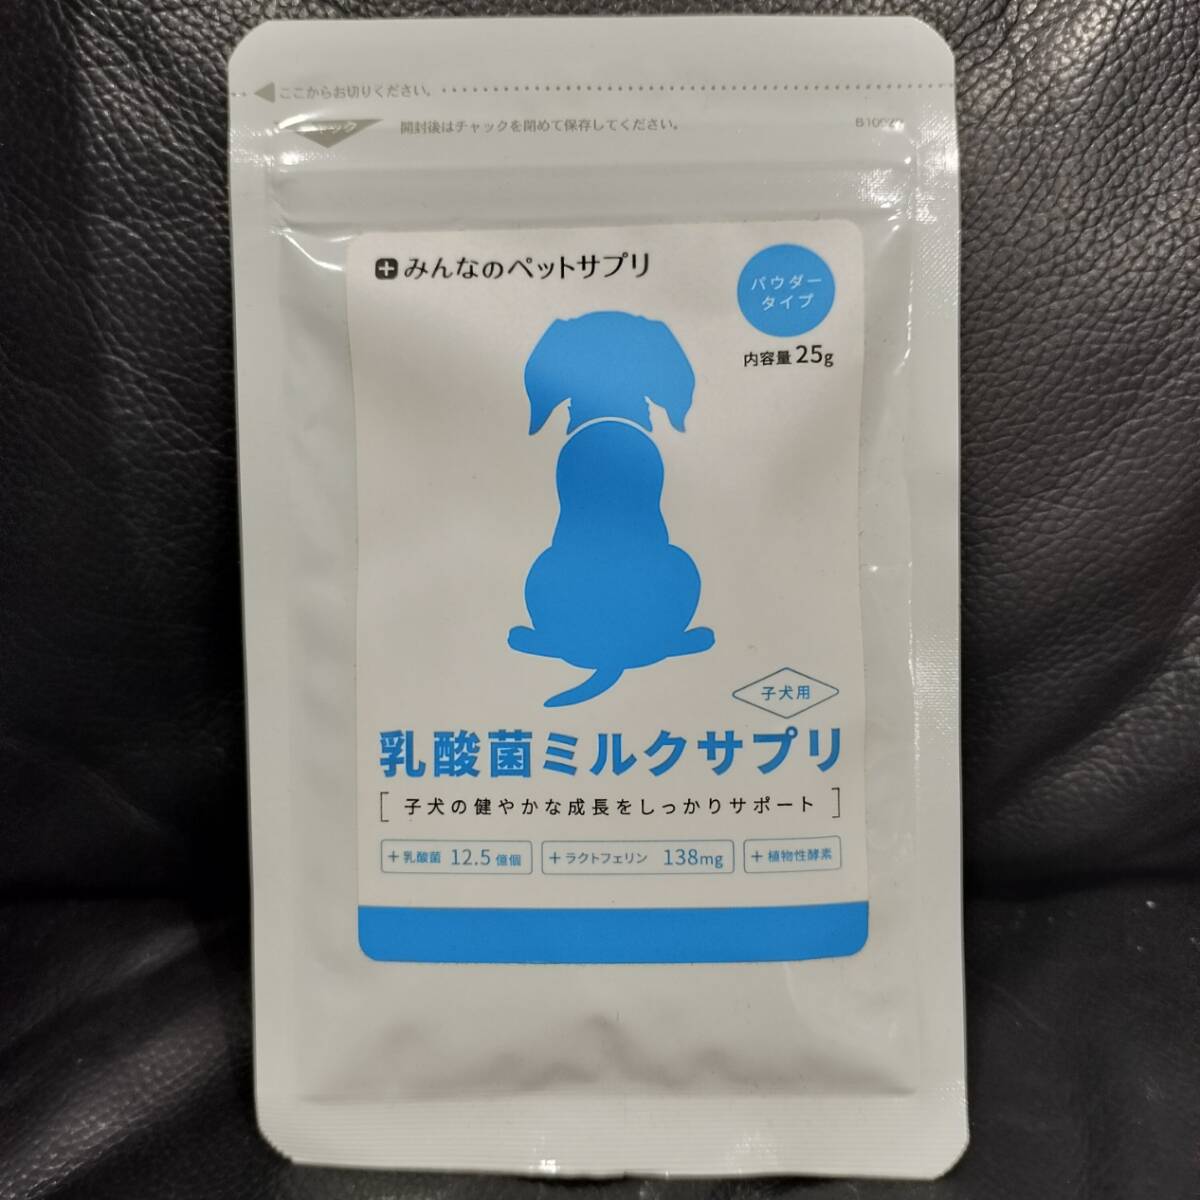 ここからお切りください。
開封後はチャックを閉めて保存してください。
みんなのペットサプリ
パウダー
タイプ
内容量 25g
子犬用
乳酸菌ミルクサプリ
[ 子犬の健やかな成長をしっかりサポート ]
+乳酸菌 12.5億個 +ラクトフェリン 138mg +植物性酵素